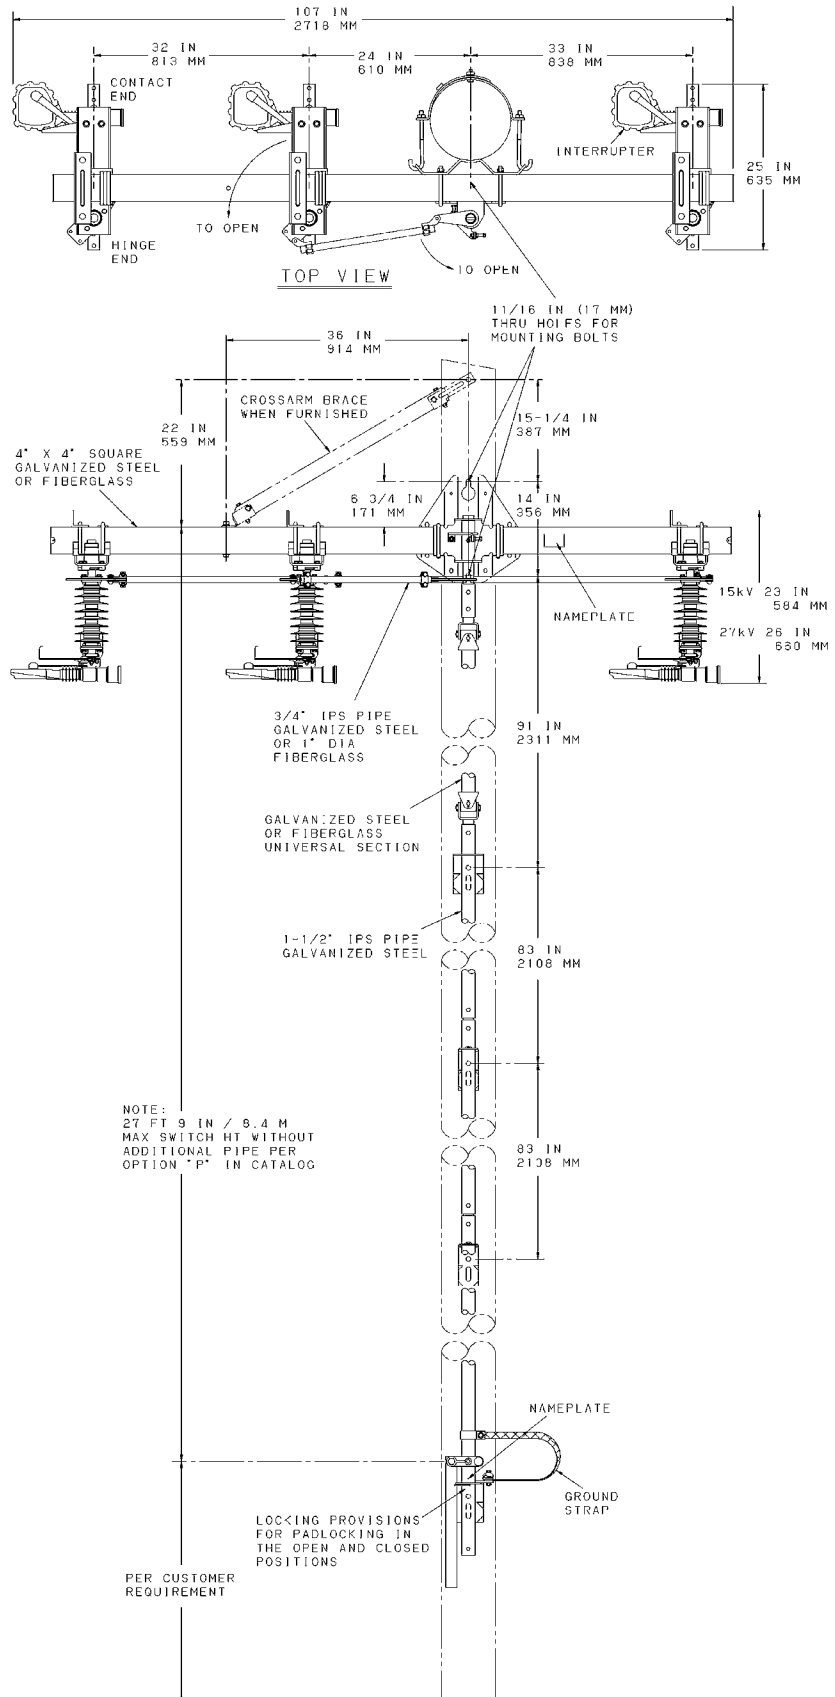 107 IN
2718 MM
32 IN
813 MM
24 IN
610 MM
33 IN
838 MM
CONTACT
END
INTERRUPTER
25 IN
635 MM
TO OPEN
HINGE
END
TO OPEN
TOP VIEW
11/16 IN (17 MM)
THRU HOLES FOR
MOUNTING BOLTS
36 IN
914 MM
CROSSARM BRACE
WHEN FURNISHED
15-1/4 IN
387 MM
22 IN
559 MM
4" X 4" SQUARE
GALVANIZED STEEL
OR FIBERGLASS
6 3/4 IN
171 MM
14 IN
356 MM
NAMEPLATE
15kV 23 IN
584 MM
27kV 26 IN
660 MM
3/4" IPS PIPE
GALVANIZED STEEL
OR 1" DIA
FIBERGLASS
91 IN
2311 MM
GALVANIZED STEEL
OR FIBERGLASS
UNIVERSAL SECTION
1-1/2" IPS PIPE
GALVANIZED STEEL
83 IN
2108 MM
NOTE:
27 FT 9 IN / 8.4 M
MAX SWITCH HT WITHOUT
ADDITIONAL PIPE PER
OPTION "P" IN CATALOG
83 IN
2108 MM
NAMEPLATE
GROUND
STRAP
LOCKING PROVISIONS
FOR PADLOCKING IN
THE OPEN AND CLOSED
POSITIONS
PER CUSTOMER
REQUIREMENT